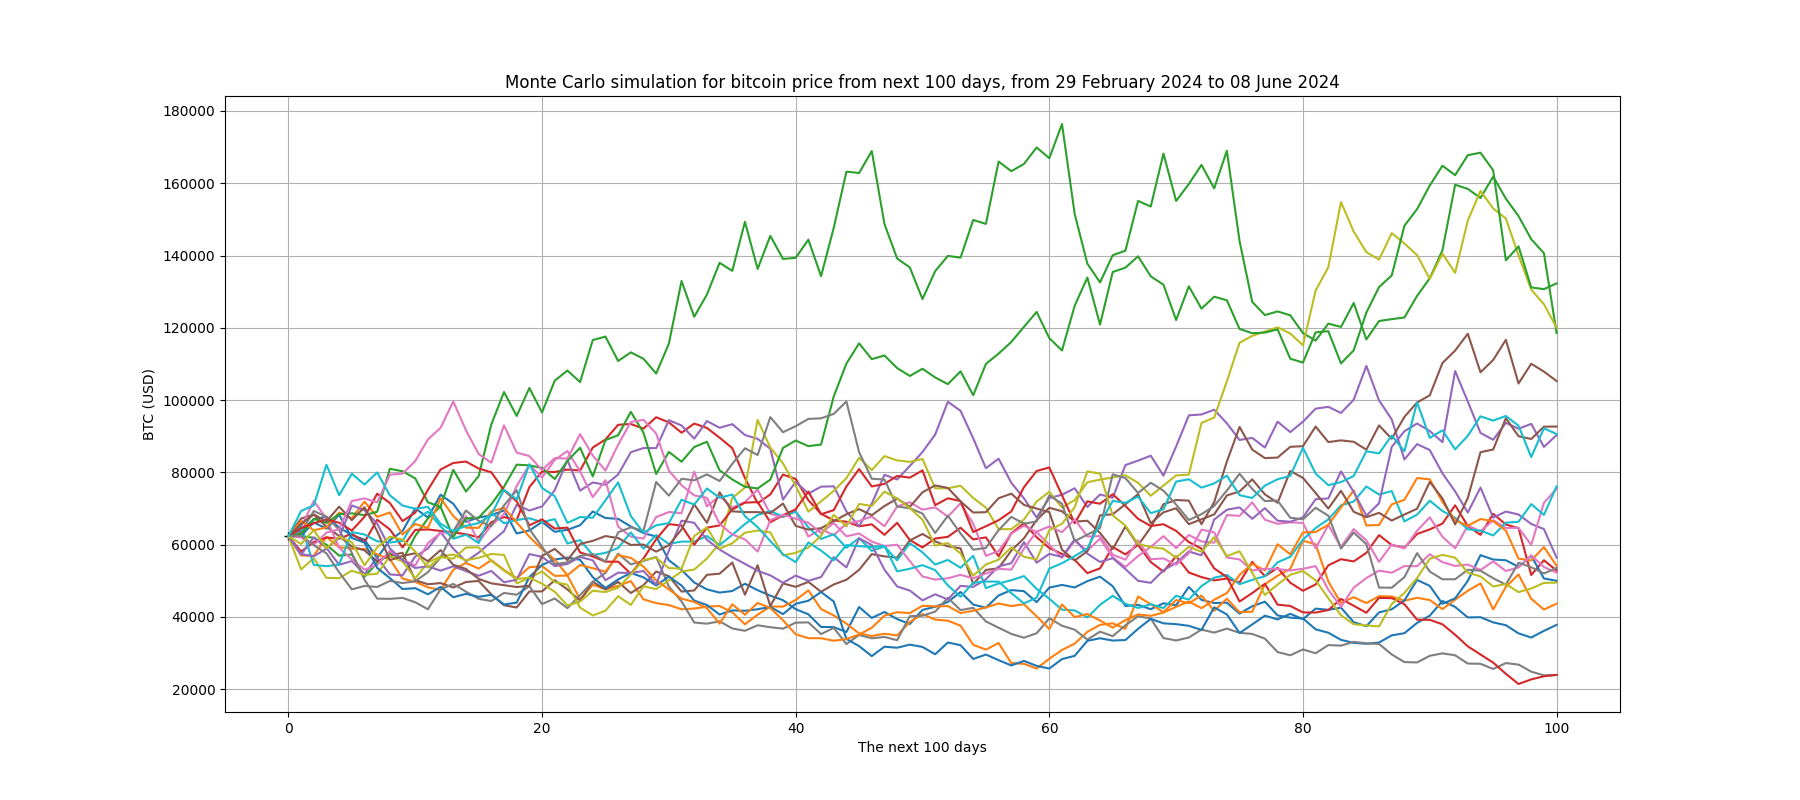 Monte Carlo simulation for bitcoin price from next 100 days, from 29 February 2024 to 08 June 2024
180000
160000
140000
120000
100000
80000
60000
40000
20000
BTC (USD)
0 20 40 60 80 100
The next 100 days